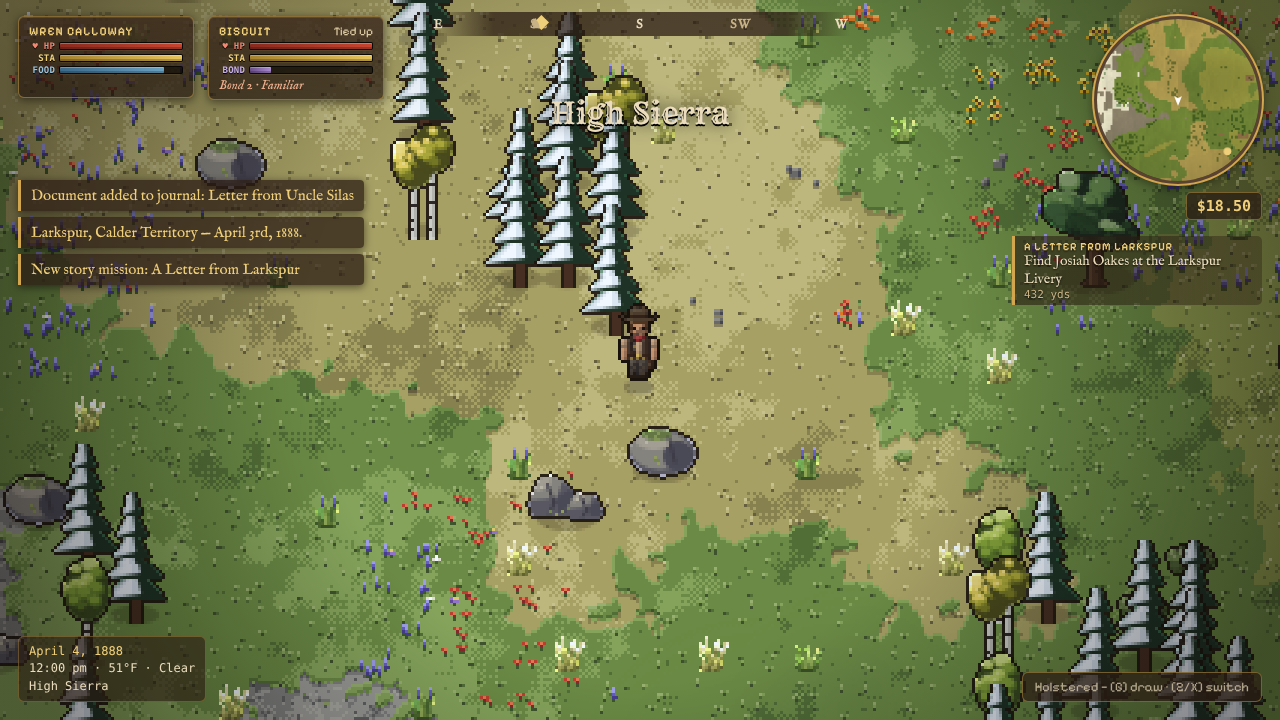 WREN CALLOWAY
HP
STA
FOOD
BISCUIT Tied up
HP
STA
BOND
Bond 2 · Familiar
E S SW W
High Sierra
Document added to journal: Letter from Uncle Silas
Larkspur, Calder Territory — April 3rd, 1888.
New story mission: A Letter from Larkspur
$18.50
A LETTER FROM LARKSPUR
Find Josiah Oakes at the Larkspur
Livery
432 yds
April 4, 1888
12:00 pm · 51°F · Clear
High Sierra
Holstered - [G] draw · [Z/X] switch